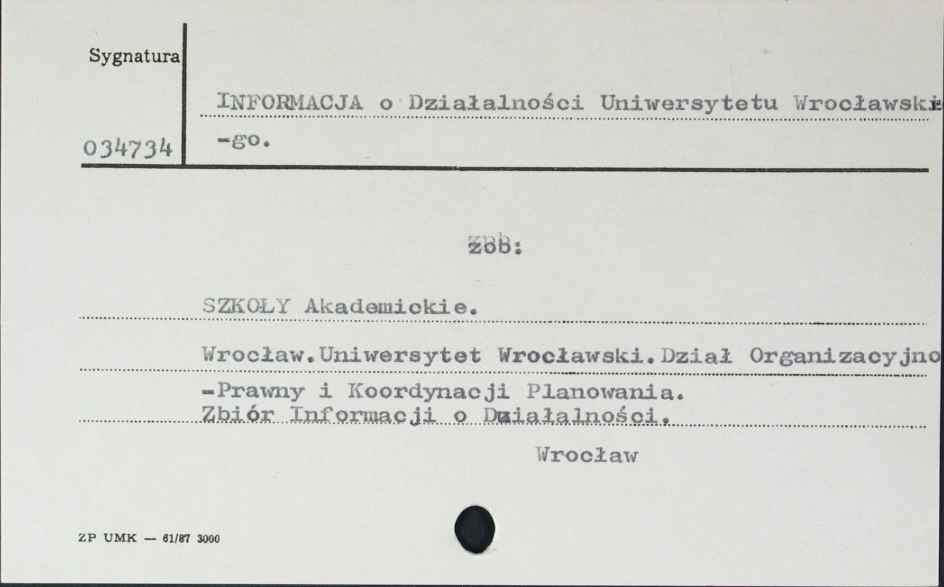 Sygnatura
INFORMACJA o Działalności Uniwersytetu Wrocławskie
034734
-go.
zob:
SZKOŁY Akademickie.
Wrocław.Uniwersytet Wrocławski.Dział Organizacyjno
-Prawny i Koordynacji Planowania.
Zbiór Informacji o Działalności.
Wrocław
ZP UMK — 61/87 3000